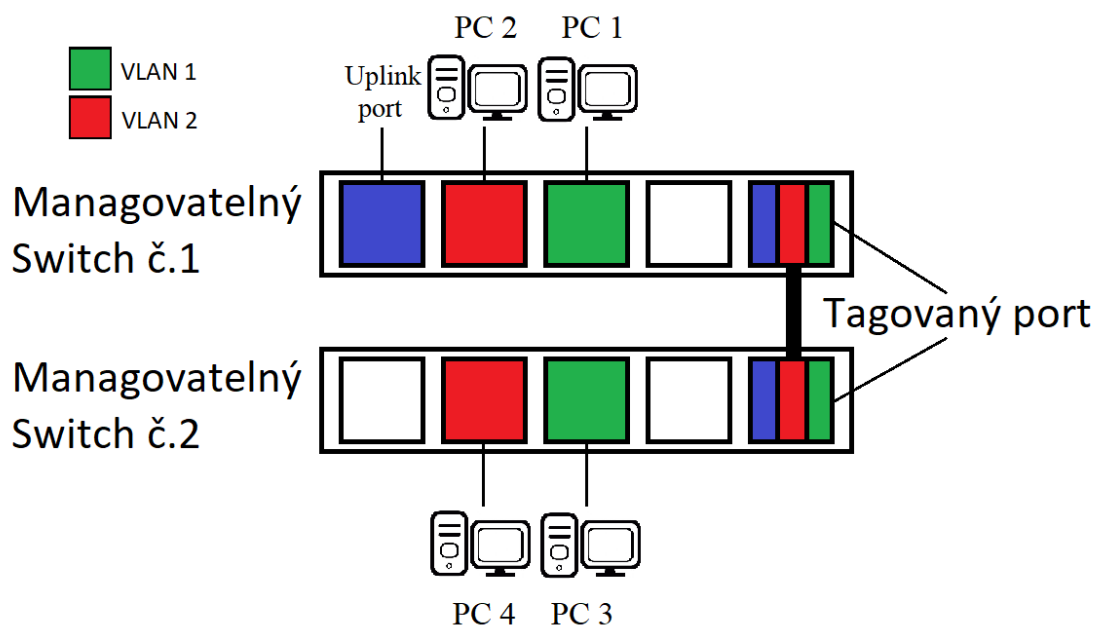 VLAN 1
VLAN 2
Uplink
port
PC 2
PC 1
Managovatelný
Switch č.1
Tagovaný port
Managovatelný
Switch č.2
PC 4
PC 3